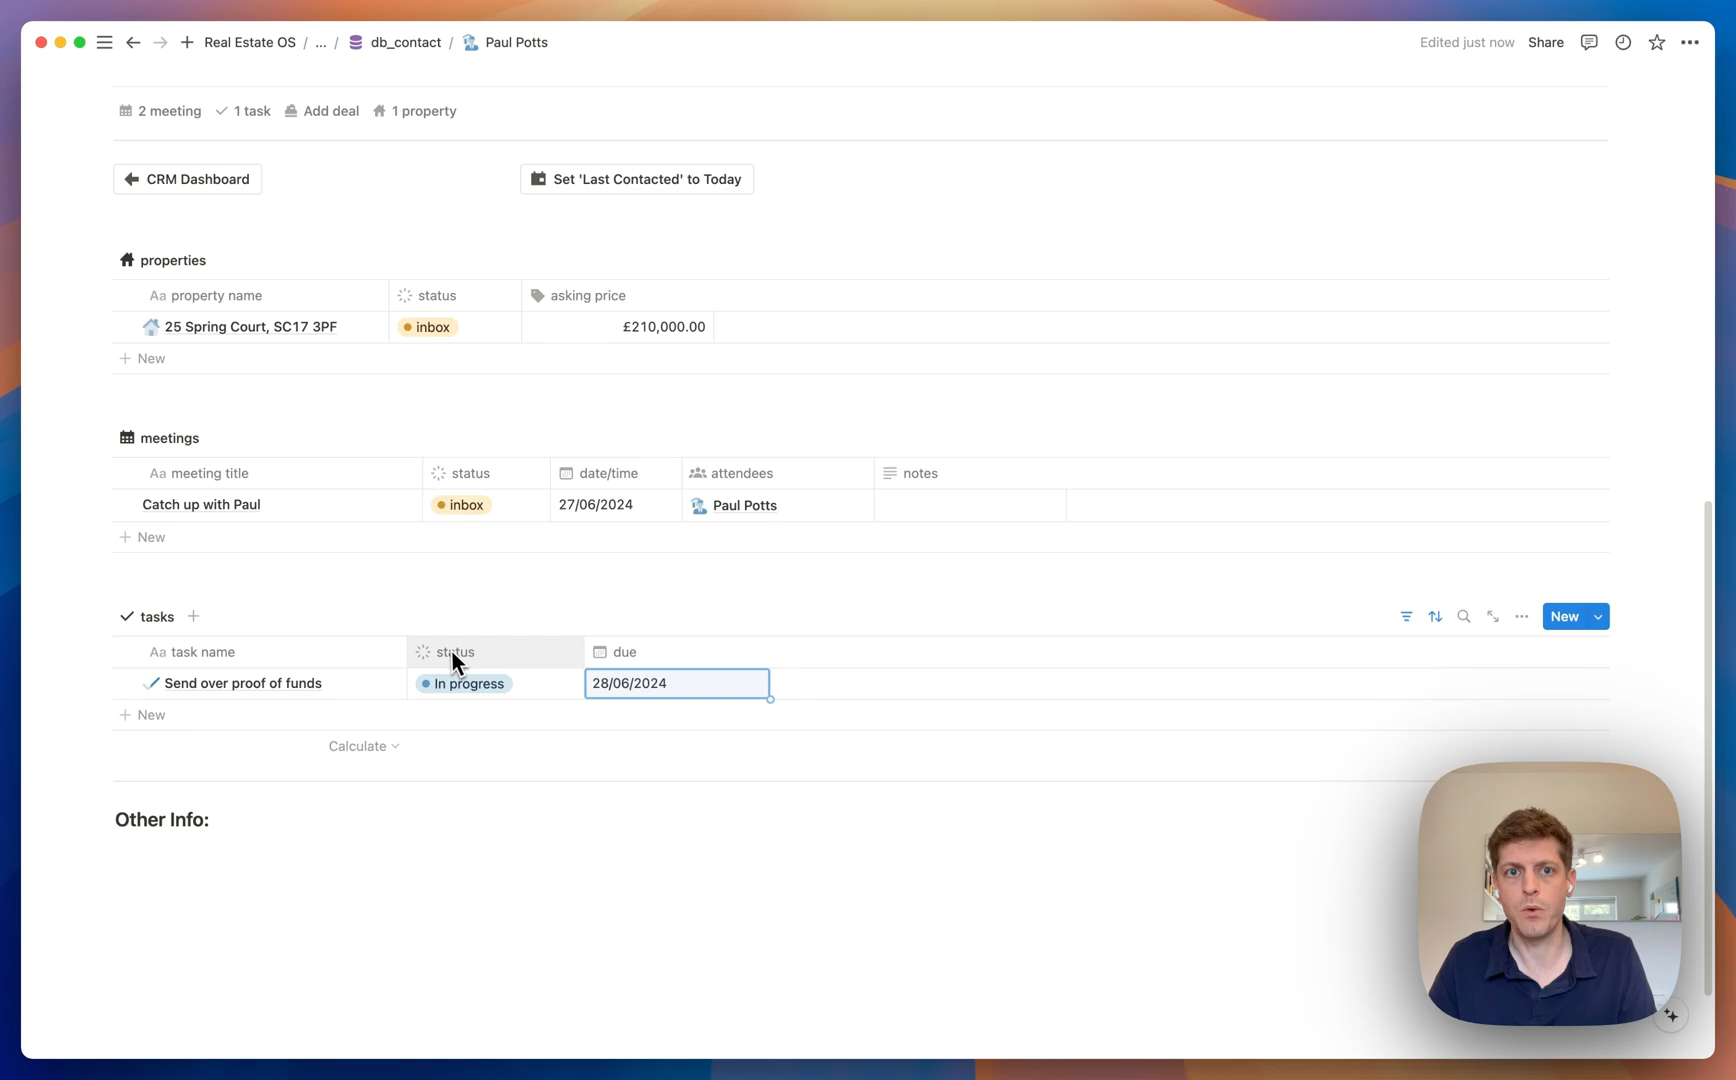 Real Estate OS / ... / db_contact / Paul Potts
Edited just now Share
2 meeting 1 task Add deal 1 property
CRM Dashboard Set 'Last Contacted' to Today
properties
Aa property name status asking price
25 Spring Court, SC17 3PF inbox £210,000.00
New
meetings
Aa meeting title status date/time attendees notes
Catch up with Paul inbox 27/06/2024 Paul Potts
New
tasks New
Aa task name status due
Send over proof of funds In progress 28/06/2024
New
Calculate
Other Info: